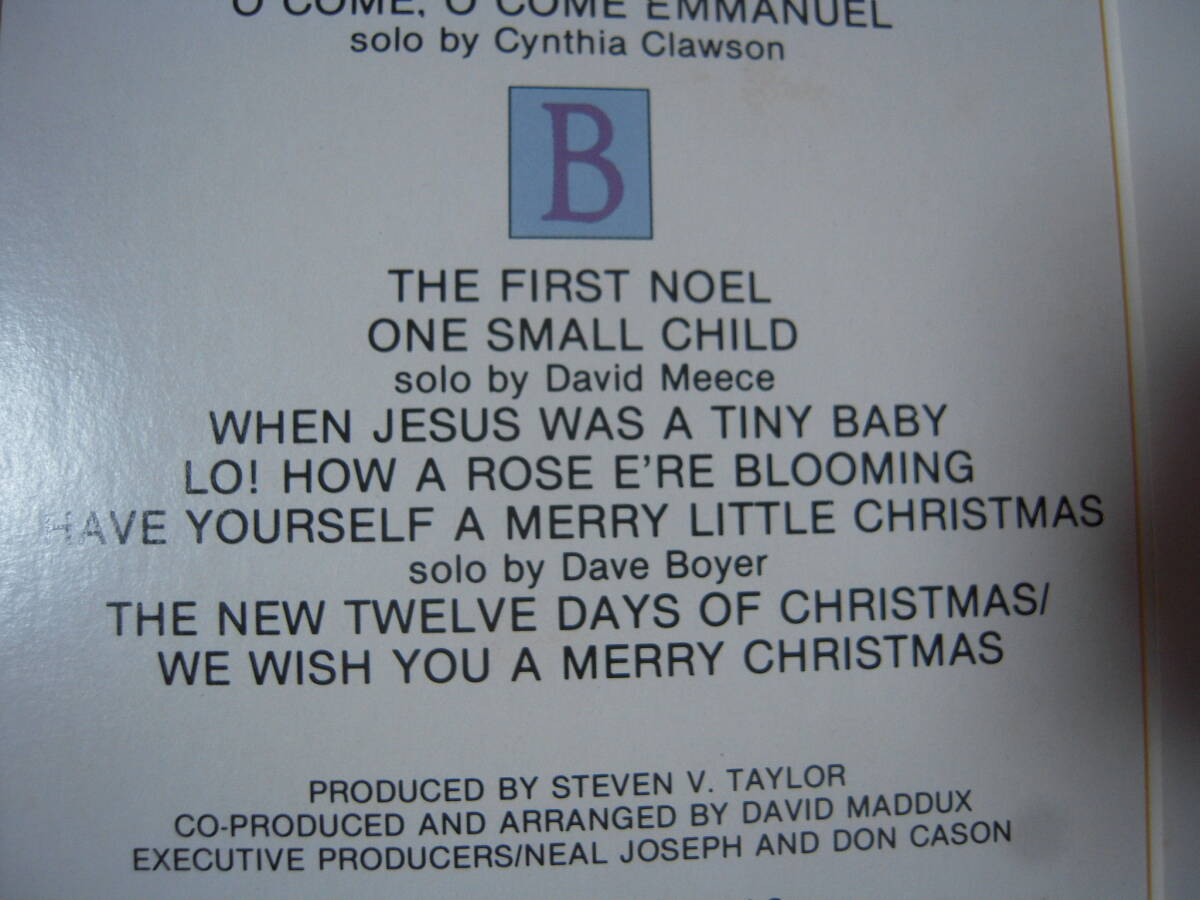 O COME, O COME EMMANUEL
solo by Cynthia Clawson
B
THE FIRST NOEL
ONE SMALL CHILD
solo by David Meece
WHEN JESUS WAS A TINY BABY
LO! HOW A ROSE E'RE BLOOMING
HAVE YOURSELF A MERRY LITTLE CHRISTMAS
solo by Dave Boyer
THE NEW TWELVE DAYS OF CHRISTMAS/
WE WISH YOU A MERRY CHRISTMAS
PRODUCED BY STEVEN V. TAYLOR
CO-PRODUCED AND ARRANGED BY DAVID MADDUX
EXECUTIVE PRODUCERS/NEAL JOSEPH AND DON CASON